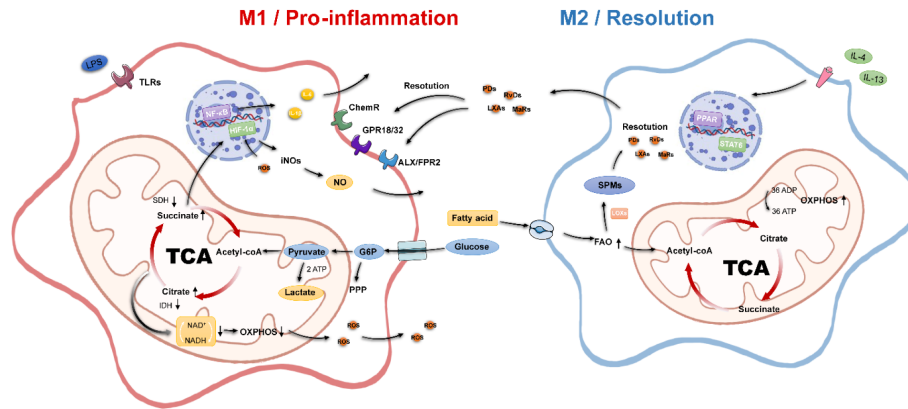 M1 / Pro-inflammation
M2 / Resolution
LPS
TLRs
NF-κB
HIF-1α
ROS
iNOs
NO
ChemR
GPR18/32
ALX/FPR2
Resotution
PDs
RvDs
LXAs
MaRs
SDH
Succinate
TCA
Acetyl-coA
Citrate
IDH
NAD⁺
NADH
OXPHOS
ROS
ROS
ROS
ROS
Pyruvate
2 ATP
Lactate
G6P
PPP
Glucose
Fatty acid
IL-4
IL-13
PPAR
STAT6
Resotution
PDs
RvDs
LXAs
MaRs
SPMs
FAO
Acetyl-coA
Citrate
TCA
Succinate
36 ADP
36 ATP
OXPHOS